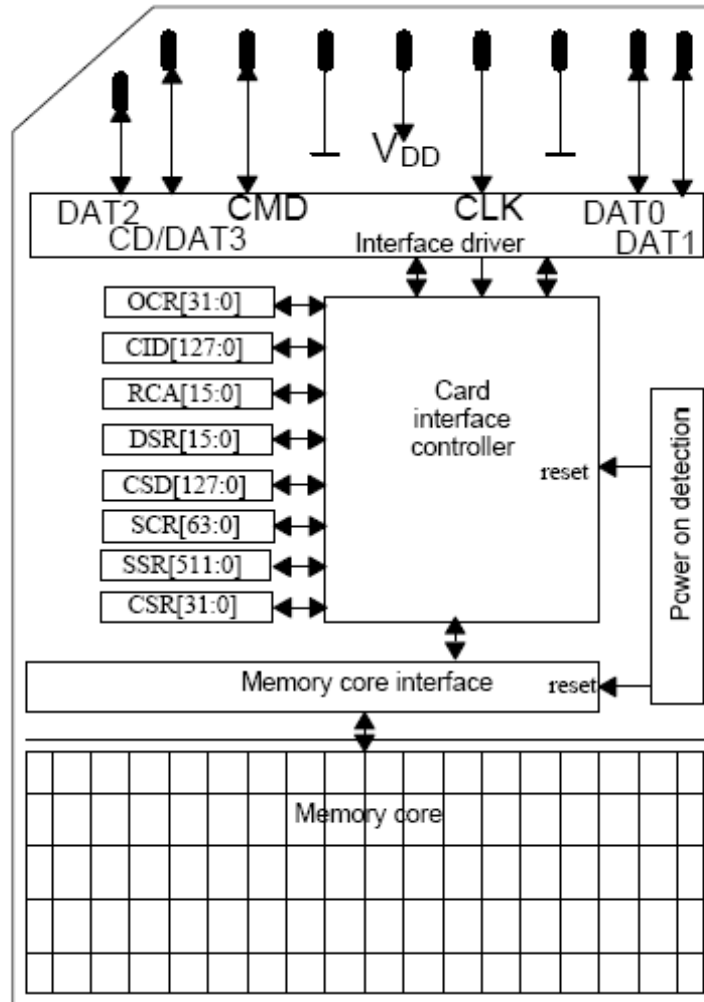 V_DD
DAT2 CMD CLK DAT0
CD/DAT3 Interface driver DAT1
OCR[31:0]
CID[127:0]
RCA[15:0]
DSR[15:0]
CSD[127:0]
SCR[63:0]
SSR[511:0]
CSR[31:0]
Card
interface
controller
reset
Power on detection
Memory core interface reset
Memory core